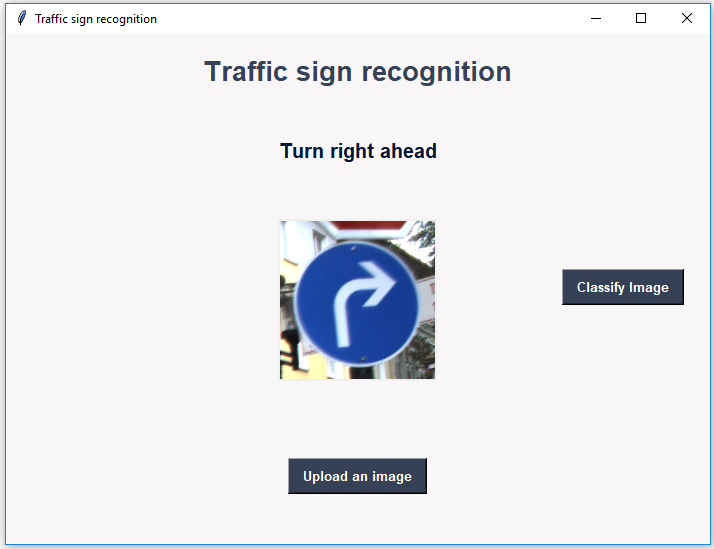 Traffic sign recognition
Traffic sign recognition
Turn right ahead
Classify Image
Upload an image